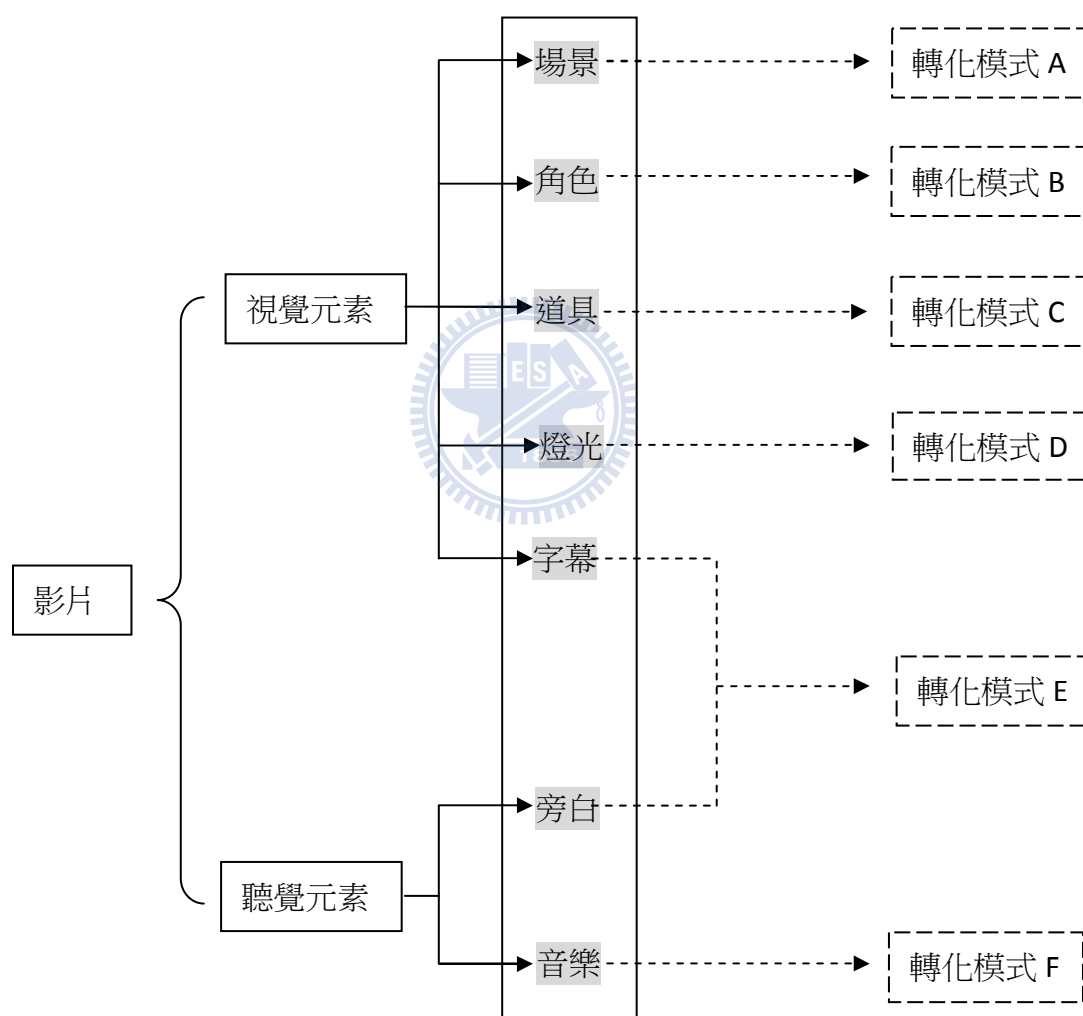 場景
轉化模式 A
角色
轉化模式 B
視覺元素
道具
轉化模式 C
E S A
燈光
轉化模式 D
字幕
影片
轉化模式 E
旁白
聽覺元素
音樂
轉化模式 F